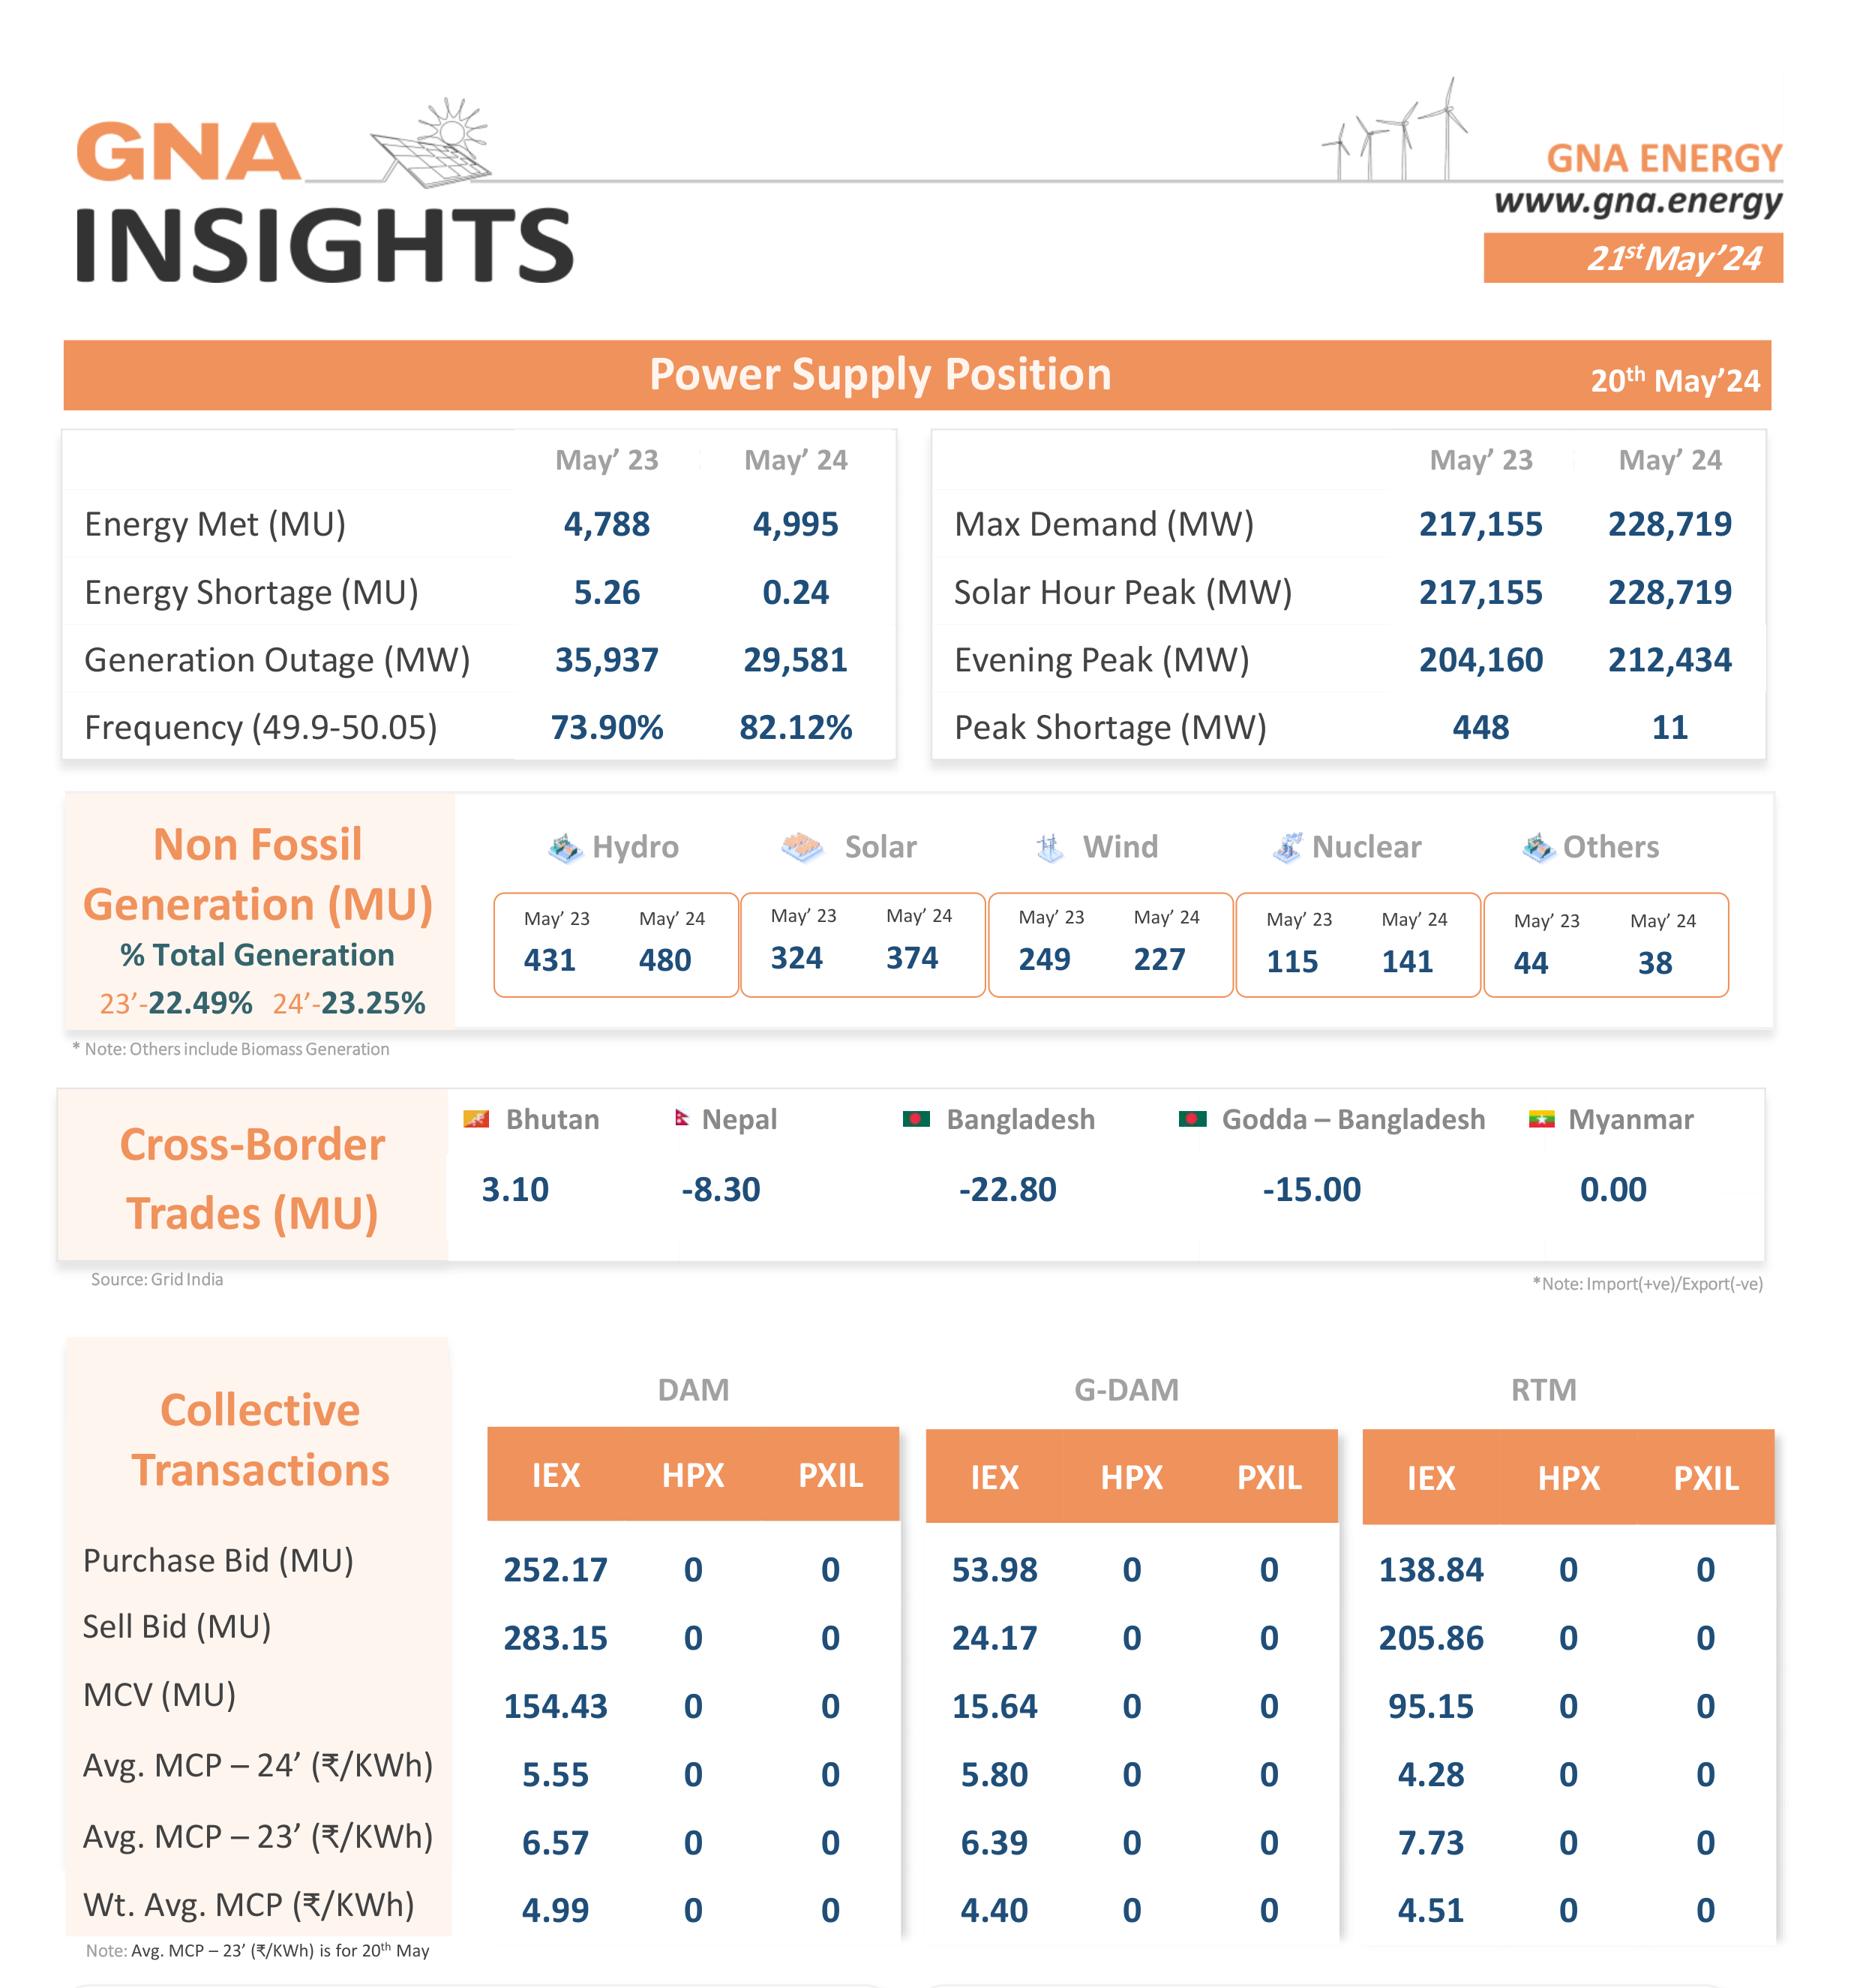 GNA
INSIGHTS
GNA ENERGY
www.gna.energy
21st May'24
Power Supply Position 20th May'24
May' 23 May' 24
Energy Met (MU) 4,788 4,995
Energy Shortage (MU) 5.26 0.24
Generation Outage (MW) 35,937 29,581
Frequency (49.9-50.05) 73.90% 82.12%
May' 23 May' 24
Max Demand (MW) 217,155 228,719
Solar Hour Peak (MW) 217,155 228,719
Evening Peak (MW) 204,160 212,434
Peak Shortage (MW) 448 11
Non Fossil
Generation (MU)
% Total Generation
23'-22.49% 24'-23.25%
Hydro Solar Wind Nuclear Others
May' 23 May' 24 May' 23 May' 24 May' 23 May' 24 May' 23 May' 24 May' 23 May' 24
431 480 324 374 249 227 115 141 44 38
* Note: Others include Biomass Generation
Cross-Border
Trades (MU)
Bhutan Nepal Bangladesh Godda – Bangladesh Myanmar
3.10 -8.30 -22.80 -15.00 0.00
Source: Grid India
*Note: Import(+ve)/Export(-ve)
Collective
Transactions
DAM G-DAM RTM
IEX HPX PXIL IEX HPX PXIL IEX HPX PXIL
Purchase Bid (MU) 252.17 0 0 53.98 0 0 138.84 0 0
Sell Bid (MU) 283.15 0 0 24.17 0 0 205.86 0 0
MCV (MU) 154.43 0 0 15.64 0 0 95.15 0 0
Avg. MCP – 24' (₹/KWh) 5.55 0 0 5.80 0 0 4.28 0 0
Avg. MCP – 23' (₹/KWh) 6.57 0 0 6.39 0 0 7.73 0 0
Wt. Avg. MCP (₹/KWh) 4.99 0 0 4.40 0 0 4.51 0 0
Note: Avg. MCP – 23' (₹/KWh) is for 20th May